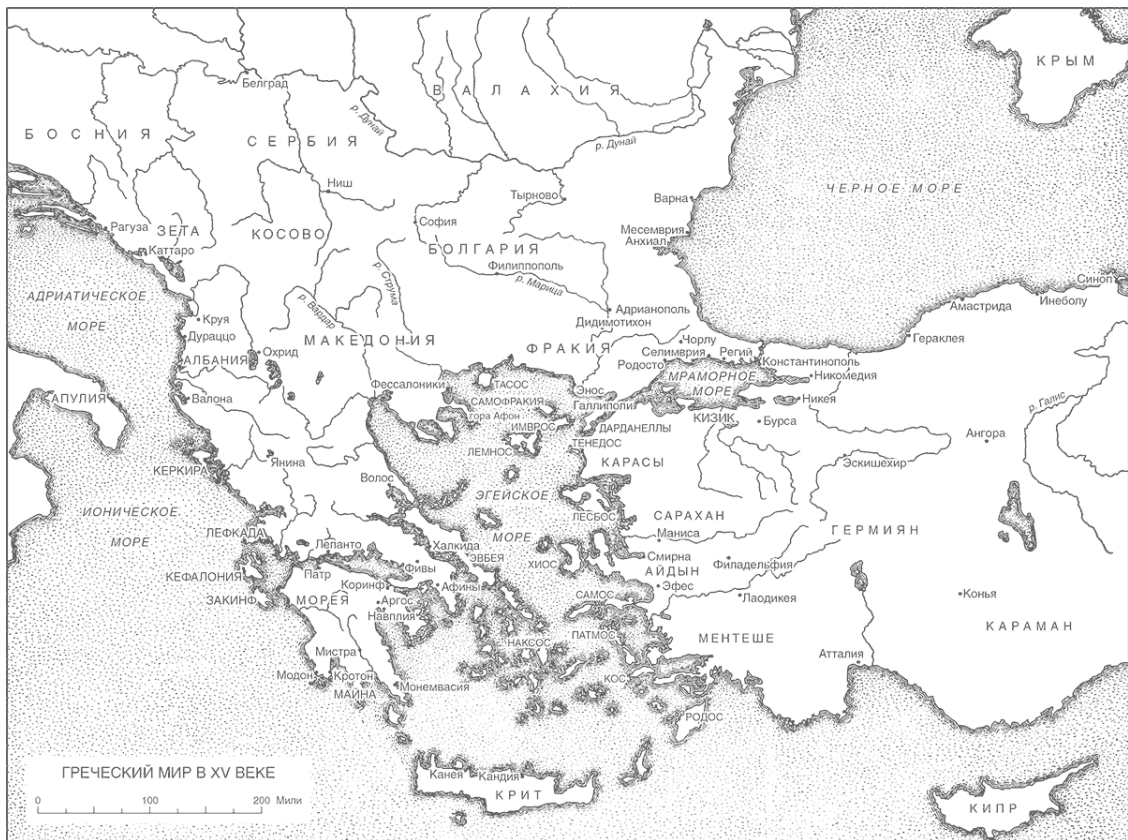 КРЫМ
Белград
ВАЛАХИЯ
р. Дунай
БОСНИЯ
СЕРБИЯ
р. Дунай
Ниш
Тырново
Варна
ЧЕРНОЕ МОРЕ
Рагуза
ЗЕТА
КОСОВО
София
Месемврия
Анхиал
Каттаро
БОЛГАРИЯ
Филиппополь
р. Струма
р. Марица
Синоп
АДРИАТИЧЕСКОЕ
МОРЕ
р. Вардар
Адрианополь
Дидимотихон
Амастрида
Инеболу
Круя
Дураццо
МАКЕДОНИЯ
ФРАКИЯ
Чорлу
Гераклея
Охрид
АЛБАНИЯ
Селимврия
Регий
Родосто
Константинополь
МРАМОРНОЕ
МОРЕ
Никомедия
АПУЛИЯ
Валона
Фессалоники
ТАСОС
Энос
САМОФРАКИЯ
Галлиполи
Никея
гора Афон
ИМВРОС
ДАРДАНЕЛЛЫ
КИЗИК
Бурса
р. Галис
Ангора
КЕРКИРА
Янина
ЛЕМНОС
ТЕНЕДОС
КАРАСЫ
Эскишехир
Волос
ЭГЕЙСКОЕ
МОРЕ
ЛЕСБОС
САРАХАН
ИОНИЧЕСКОЕ
МОРЕ
ЛЕФКАДА
Лепанто
Халкида
ЭВБЕЯ
Маниса
ГЕРМИЯН
Смирна
Филадельфия
КЕФАЛОНИЯ
Патр
Фивы
ХИОС
АЙДЫН
Коринф
Афины
Эфес
ЗАКИНФ
МОРЕЯ
Аргос
Навплия
САМОС
Лаодикея
Конья
НАКСОС
ПАТМОС
МЕНТЕШЕ
КАРАМАН
Мистра
Атталия
Модон
Кротон
МАИНА
Монемвасия
КОС
РОДОС
ГРЕЧЕСКИЙ МИР В XV ВЕКЕ
0 100 200 Мили
Канея
Кандия
КРИТ
КИПР